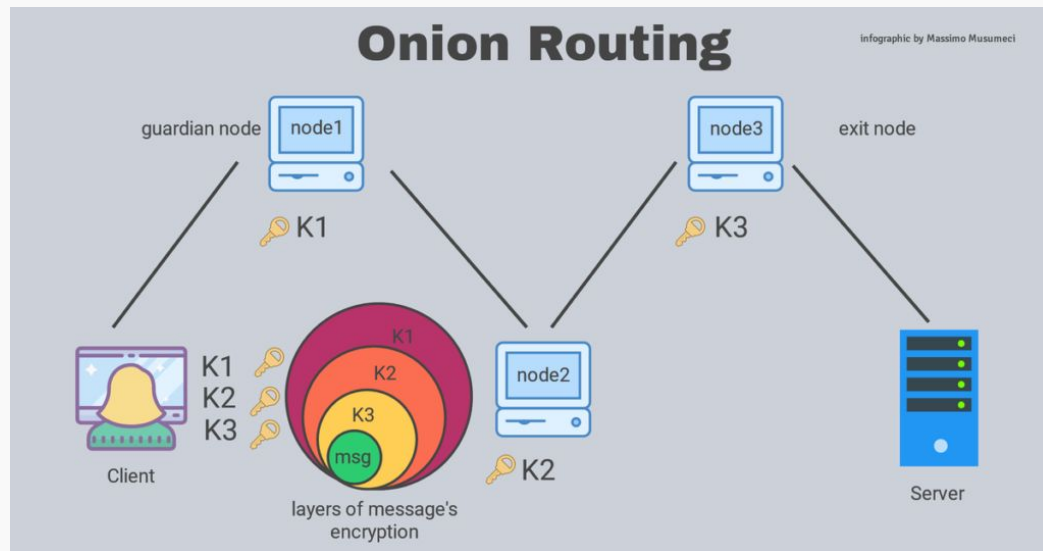 Onion Routing
infographic by Massimo Musumeci
guardian node
node1
node3
exit node
K1
K3
K1
K2
K3
K1
K2
K3
msg
node2
K2
Client
layers of message's
encryption
Server